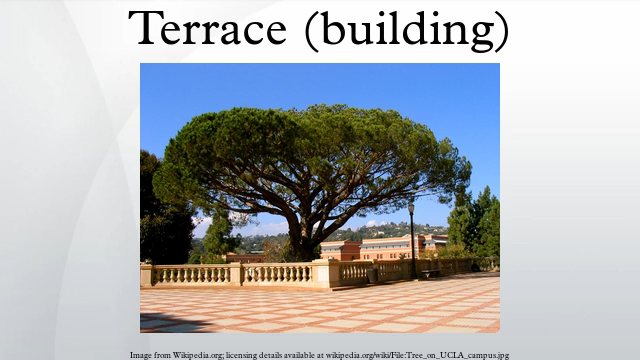 Terrace (building)
Image from Wikipedia.org; licensing details available at wikipedia.org/wiki/File:Tree_on_UCLA_campus.jpg